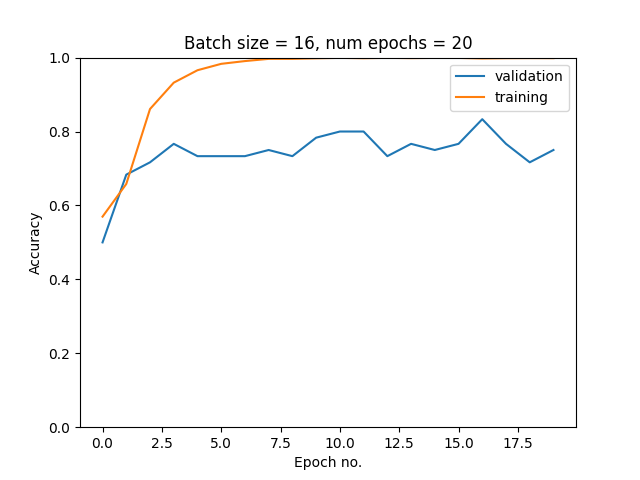 Batch size = 16, num epochs = 20
1.0
0.8
0.6
0.4
0.2
0.0
Accuracy
validation
training
0.0 2.5 5.0 7.5 10.0 12.5 15.0 17.5
Epoch no.